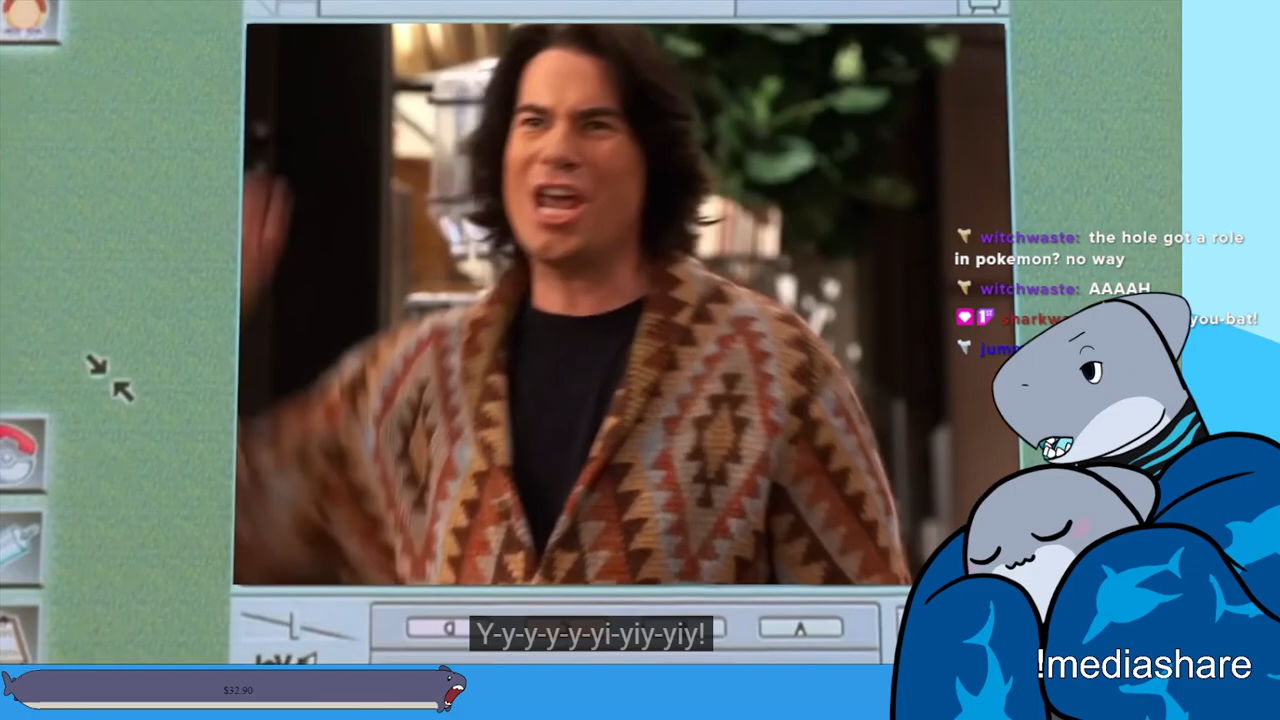 witchwaste: the hole got a role
in pokemon? no way
witchwaste: AAAAH
you-bat!
Y-y-y-y-y-yi-yiy-yiy!
A
!mediashare
$32.90